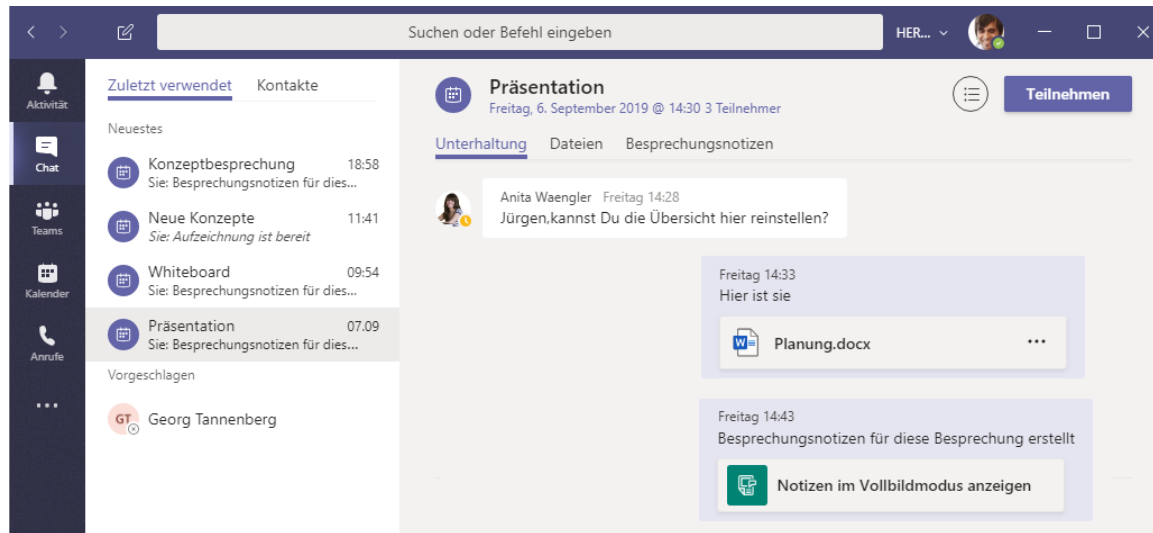 Suchen oder Befehl eingeben
HER...
Aktivität
Chat
Teams
Kalender
Anrufe
Zuletzt verwendet Kontakte
Neuestes
Konzeptbesprechung 18:58
Sie: Besprechungsnotizen für dies...
Neue Konzepte 11:41
Sie: Aufzeichnung ist bereit
Whiteboard 09:54
Sie: Besprechungsnotizen für dies...
Präsentation 07.09
Sie: Besprechungsnotizen für dies...
Vorgeschlagen
GT Georg Tannenberg
Präsentation
Freitag, 6. September 2019 @ 14:30 3 Teilnehmer
Teilnehmen
Unterhaltung Dateien Besprechungsnotizen
Anita Waengler Freitag 14:28
Jürgen,kannst Du die Übersicht hier reinstellen?
Freitag 14:33
Hier ist sie
Planung.docx
Freitag 14:43
Besprechungsnotizen für diese Besprechung erstellt
Notizen im Vollbildmodus anzeigen